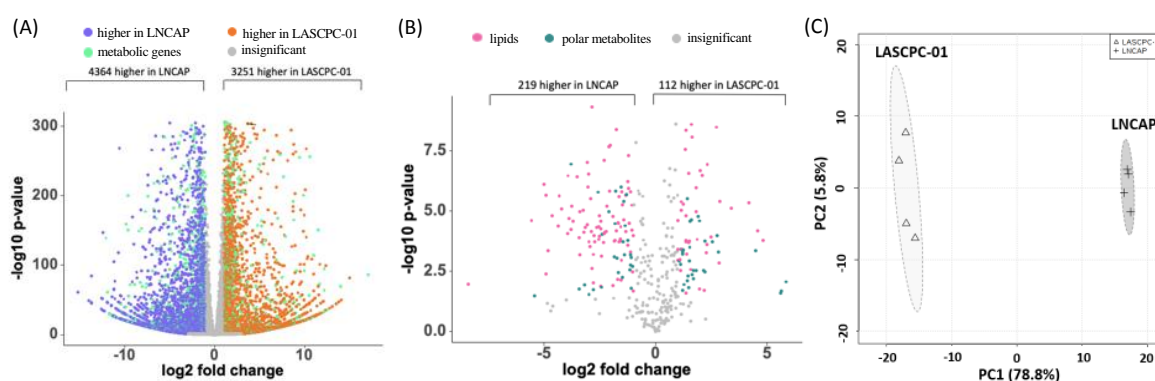 (A)
higher in LNCAP
higher in LASCPC-01
metabolic genes
insignificant
4364 higher in LNCAP
3251 higher in LASCPC-01
300
200
100
0
-10
0
10
-log10 p-value
log2 fold change
(B)
lipids
polar metabolites
insignificant
219 higher in LNCAP
112 higher in LASCPC-01
7.5
5.0
2.5
0.0
-5
0
5
-log10 p-value
log2 fold change
(C)
LASCPC-01
LNCAP
LNCAP
20
10
0
-10
-20
-20
-10
0
10
20
PC2 (5.8%)
PC1 (78.8%)